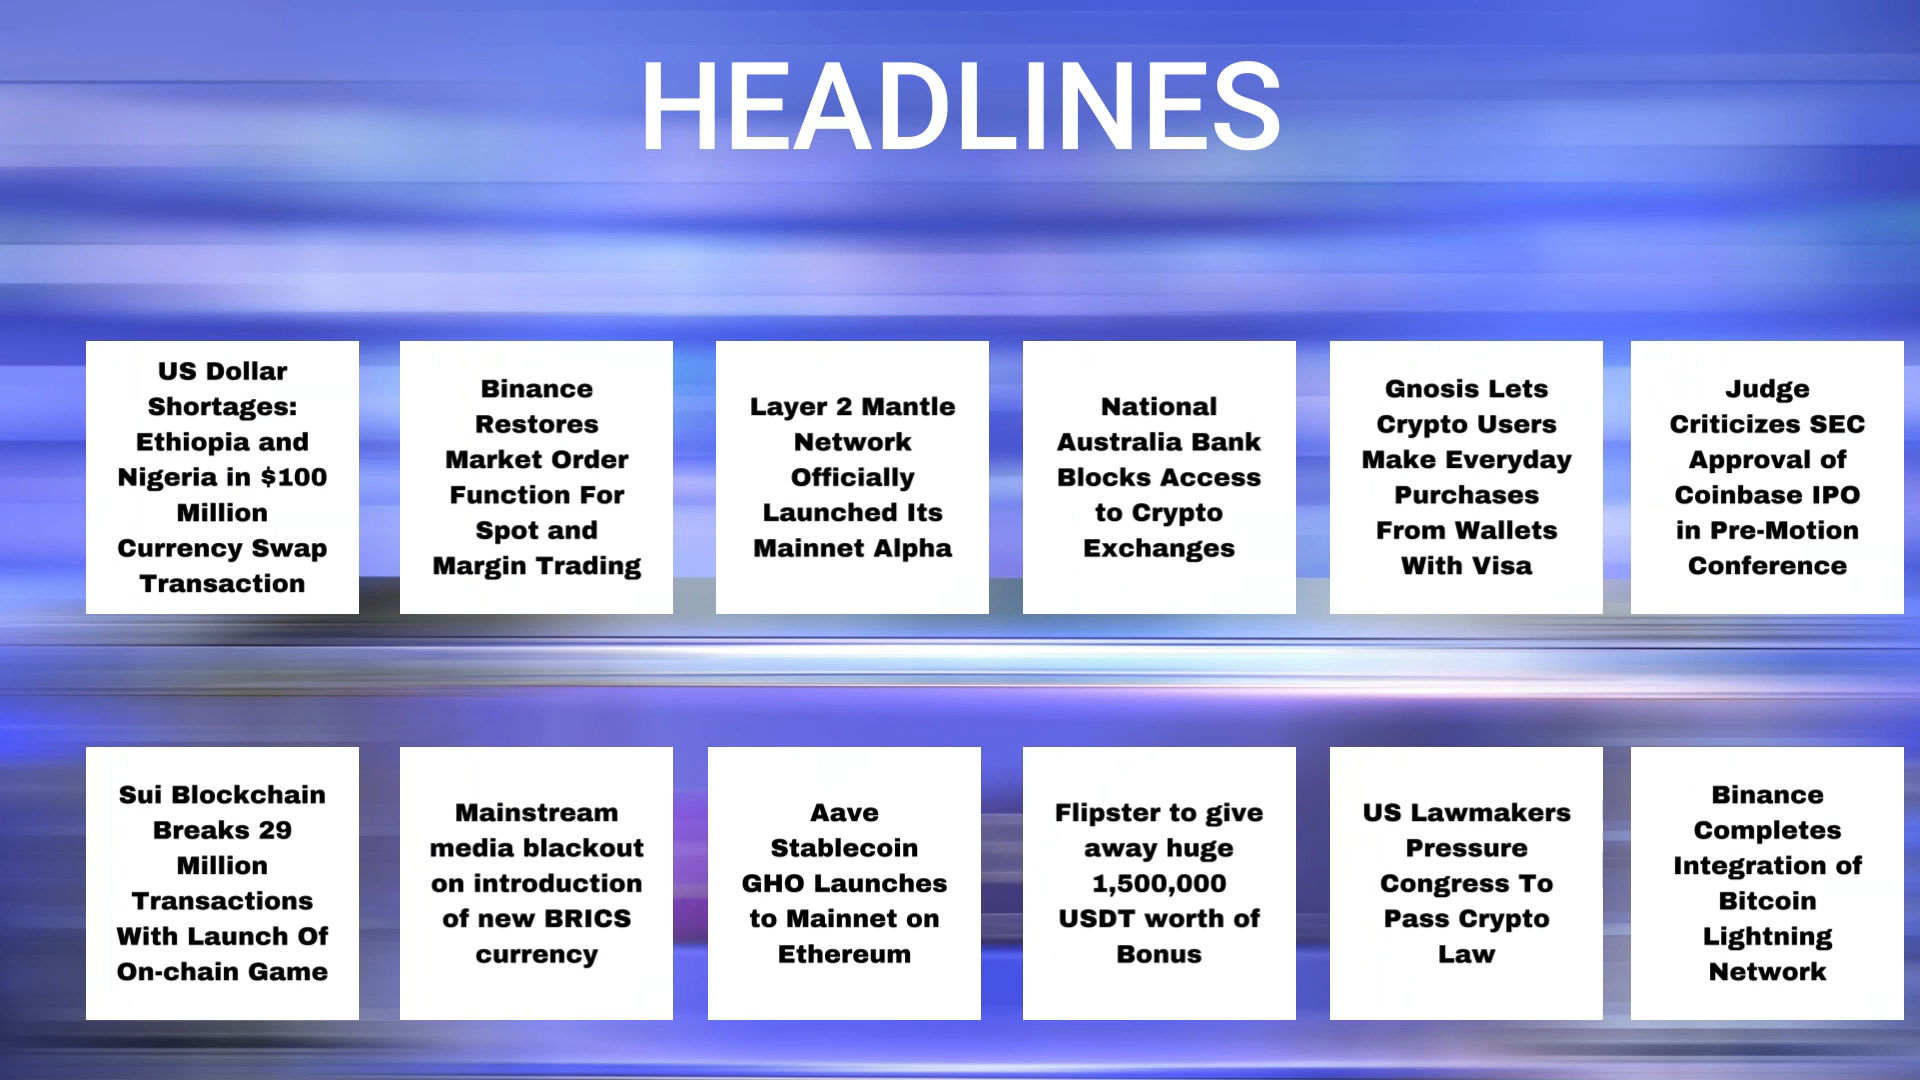 HEADLINES
US Dollar
Shortages:
Ethiopia and
Nigeria in $100
Million
Currency Swap
Transaction
Binance
Restores
Market Order
Function For
Spot and
Margin Trading
Layer 2 Mantle
Network
Officially
Launched Its
Mainnet Alpha
National
Australia Bank
Blocks Access
to Crypto
Exchanges
Gnosis Lets
Crypto Users
Make Everyday
Purchases
From Wallets
With Visa
Judge
Criticizes SEC
Approval of
Coinbase IPO
in Pre-Motion
Conference
Sui Blockchain
Breaks 29
Million
Transactions
With Launch Of
On-chain Game
Mainstream
media blackout
on introduction
of new BRICS
currency
Aave
Stablecoin
GHO Launches
to Mainnet on
Ethereum
Flipster to give
away huge
1,500,000
USDT worth of
Bonus
US Lawmakers
Pressure
Congress To
Pass Crypto
Law
Binance
Completes
Integration of
Bitcoin
Lightning
Network